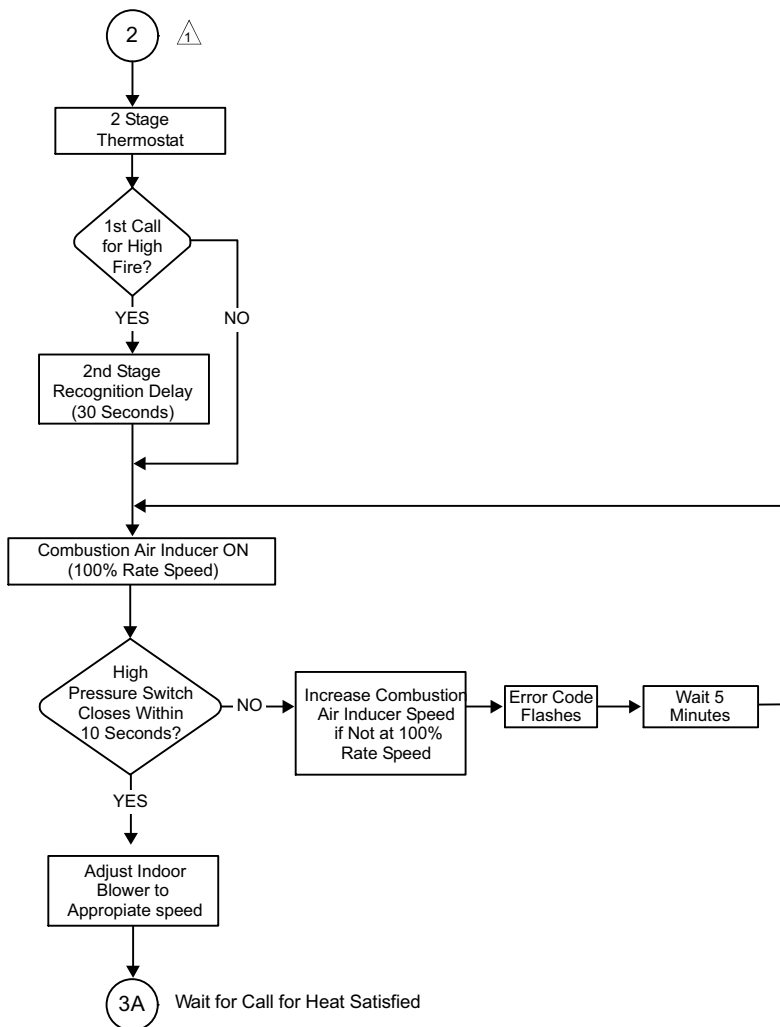 2
1
2 Stage
Thermostat
1st Call
for High
Fire?
YES
NO
2nd Stage
Recognition Delay
(30 Seconds)
Combustion Air Inducer ON
(100% Rate Speed)
High
Pressure Switch
Closes Within
10 Seconds?
NO
Increase Combustion
Air Inducer Speed
if Not at 100%
Rate Speed
Error Code
Flashes
Wait 5
Minutes
YES
Adjust Indoor
Blower to
Appropiate speed
3A
Wait for Call for Heat Satisfied